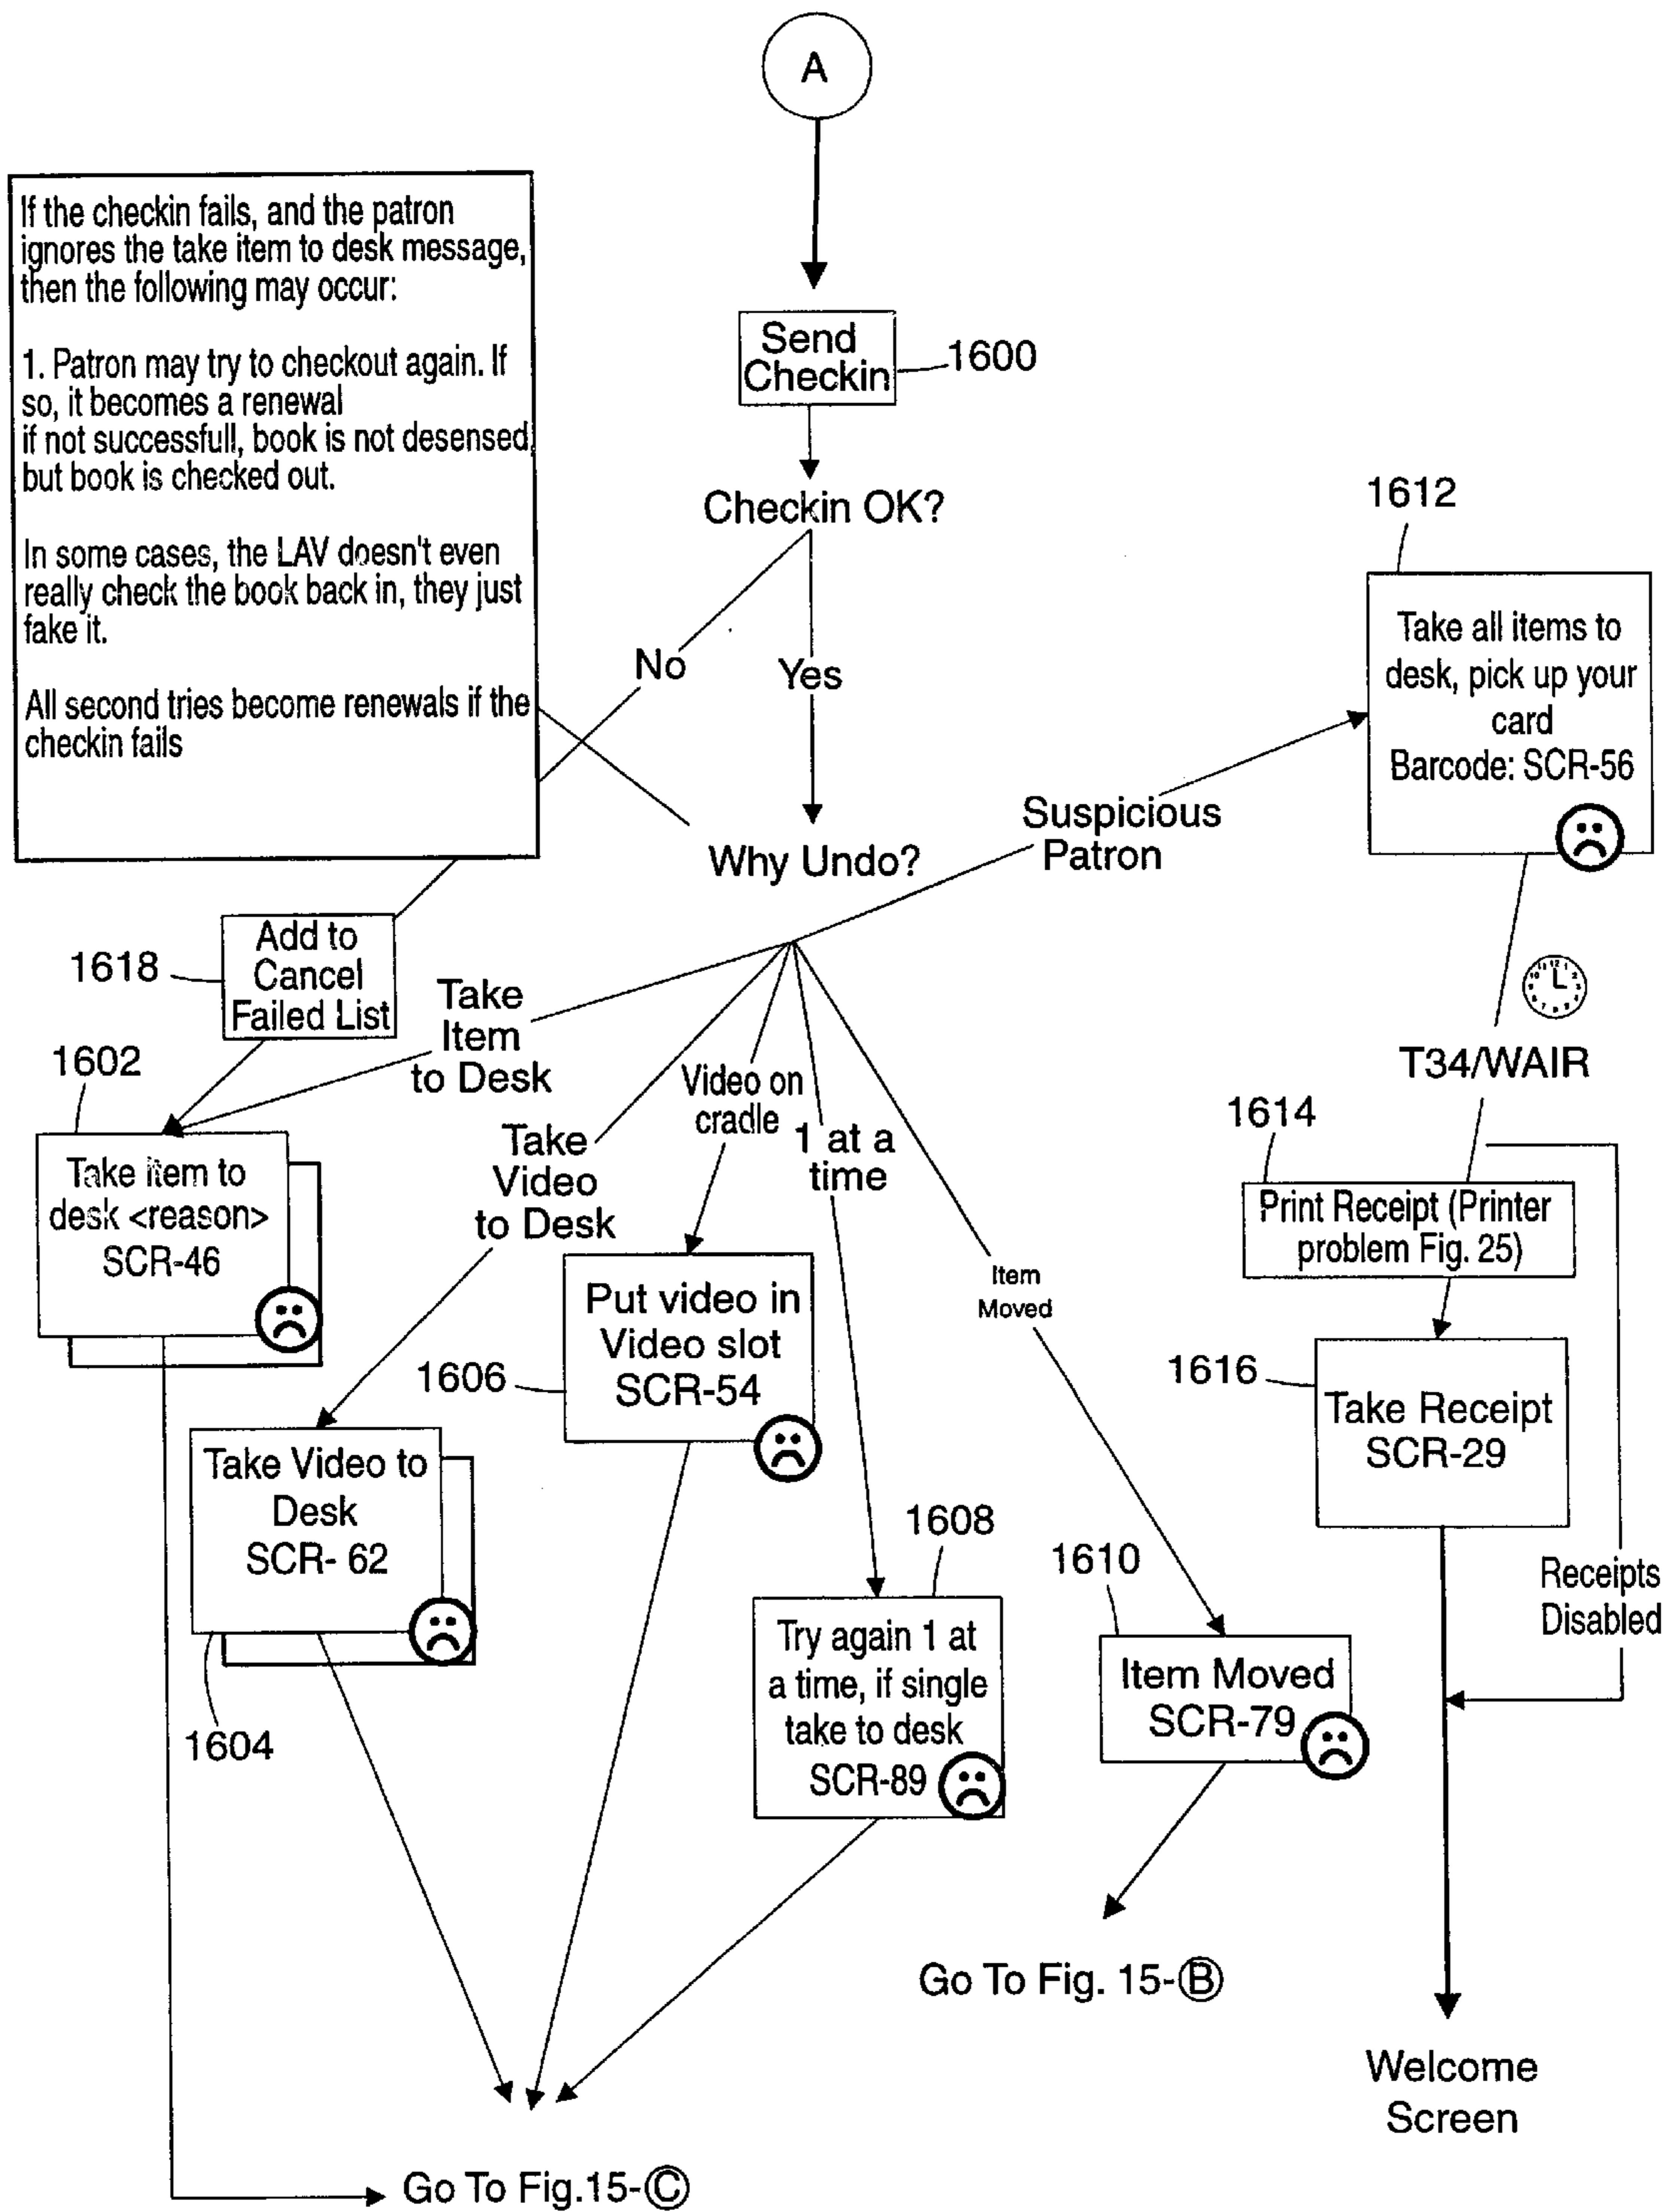 A
If the checkin fails, and the patron
ignores the take item to desk message,
then the following may occur:
1. Patron may try to checkout again. If
so, it becomes a renewal
if not successfull, book is not desensed
but book is checked out.
In some cases, the LAV doesn't even
really check the book back in, they just
fake it.
All second tries become renewals if the
checkin fails
Send
Checkin
1600
Checkin OK?
No
Yes
Why Undo?
Suspicious
Patron
1612
Take all items to
desk, pick up your
card
Barcode: SCR-56
Add to
Cancel
Failed List
1618
Take
Item
to Desk
Video on
cradle
1 at a
time
Take
Video
to Desk
Item
Moved
12
T34/WAIR
1602
Take item to
desk <reason>
SCR-46
1614
Print Receipt (Printer
problem Fig. 25)
Put video in
Video slot
SCR-54
1606
1616
Take Receipt
SCR-29
Take Video to
Desk
SCR- 62
1604
1608
Try again 1 at
a time, if single
take to desk
SCR-89
1610
Item Moved
SCR-79
Receipts
Disabled
Go To Fig. 15-B
Welcome
Screen
Go To Fig.15-C